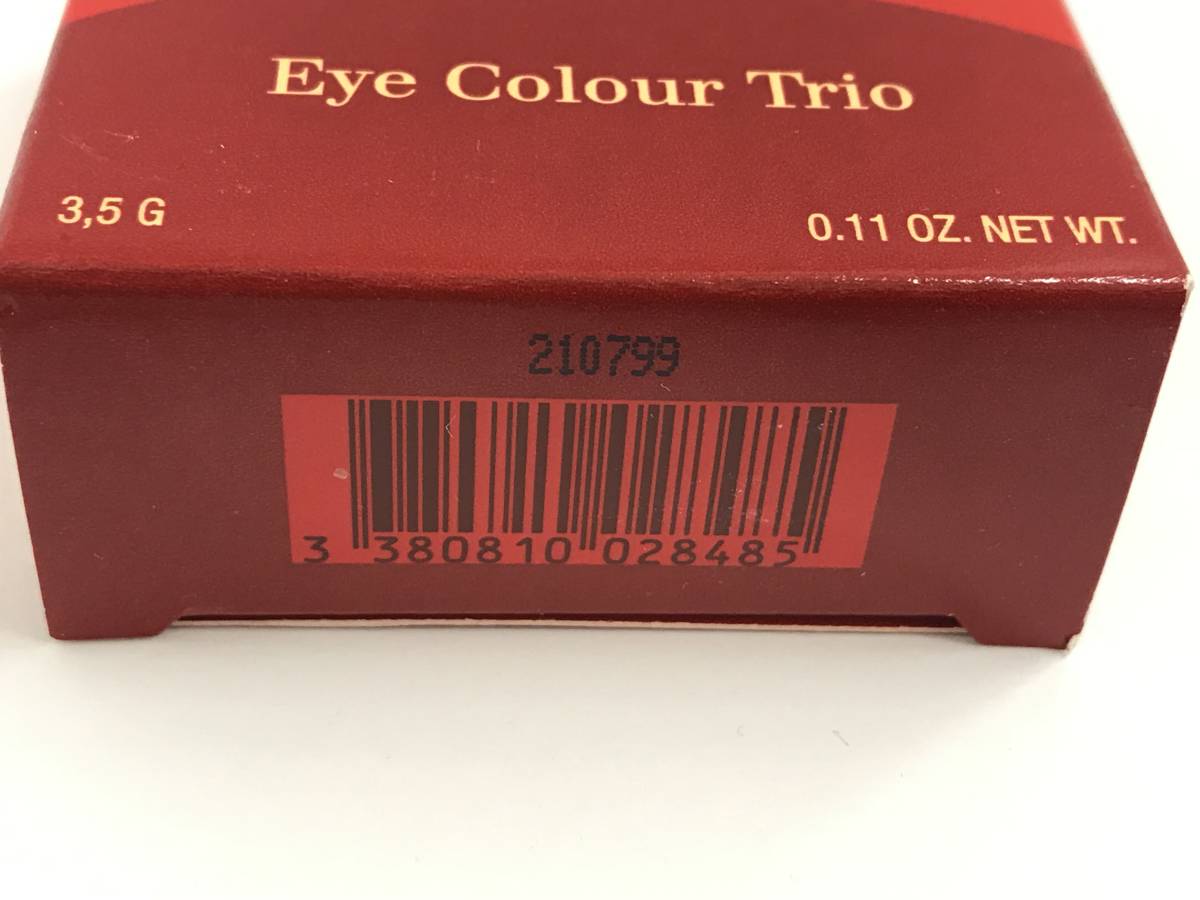 Eye Colour Trio
3,5 G
0.11 OZ. NET WT.
210799
3 380810 028485